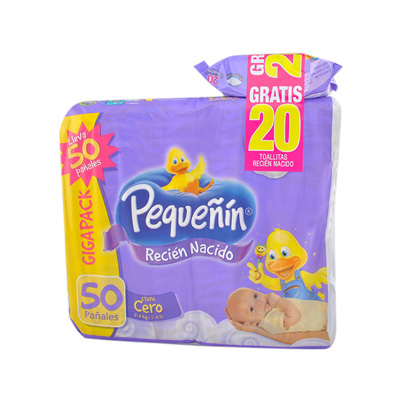 GRATIS
20
TOALLITAS
RECIÉN NACIDO
Lleva
50
pañales
GIGAPACK
Pequeñín®
Recién Nacido
50
Pañales
ETAPA
Cero